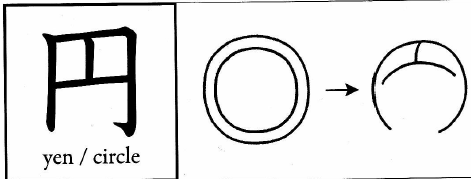 円
yen / circle